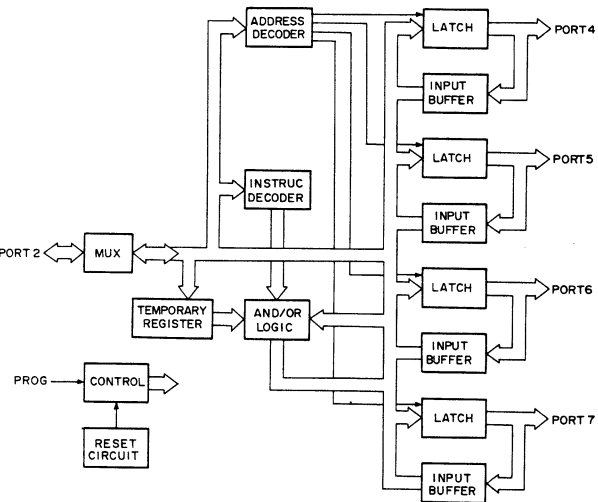 ADDRESS
DECODER
LATCH
PORT4
INPUT
BUFFER
LATCH
PORT5
INSTRUC
DECODER
INPUT
BUFFER
PORT 2
MUX
LATCH
PORT6
TEMPORARY
REGISTER
AND/OR
LOGIC
INPUT
BUFFER
PROG
CONTROL
LATCH
PORT 7
RESET
CIRCUIT
INPUT
BUFFER